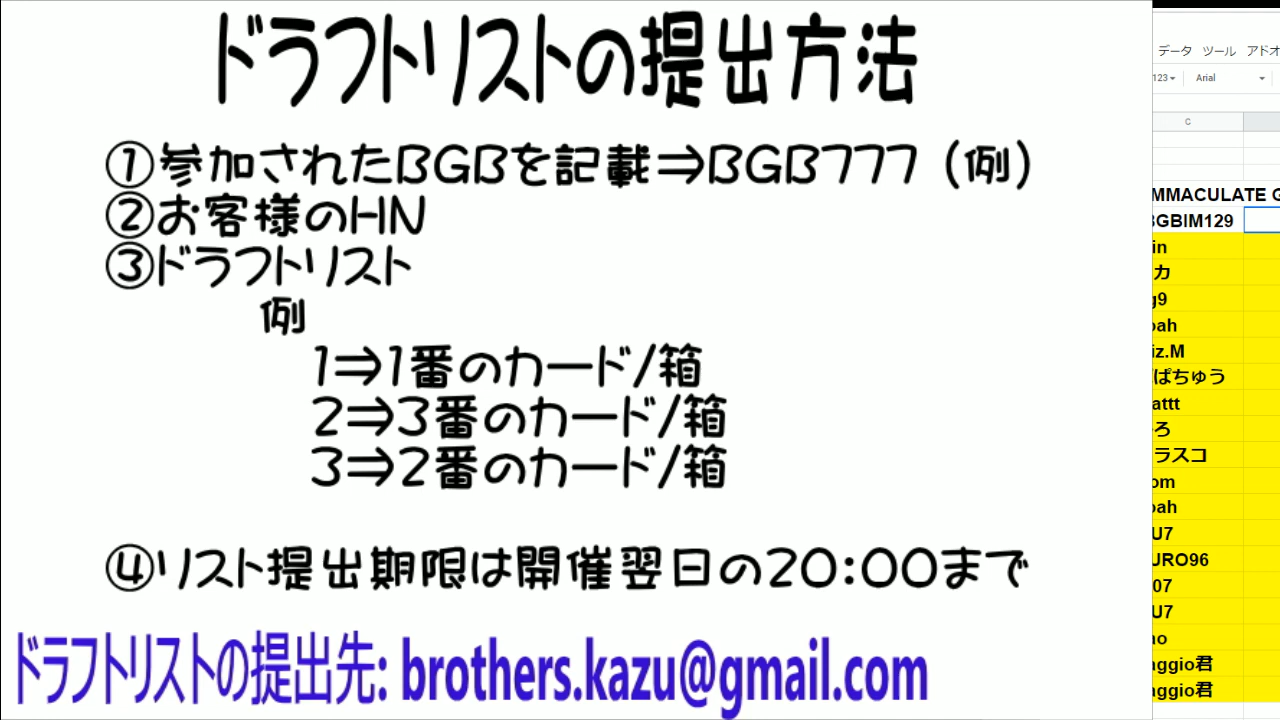 ドラフトリストの提出方法
①参加されたBGBを記載⇒BGB777（例）
②お客様のHN
③ドラフトリスト
例
1⇒1番のカード/箱
2⇒3番のカード/箱
3⇒2番のカード/箱
④リスト提出期限は開催翌日の20:00まで
ドラフトリストの提出先: brothers.kazu@gmail.com
データ ツール アドオ
123 Arial
C
MMACULATE G
BGBIM129
in
カ
g9
oah
iz.M
ぱちゅう
attt
ろ
ラスコ
om
oah
U7
URO96
07
U7
ao
aggio君
aggio君